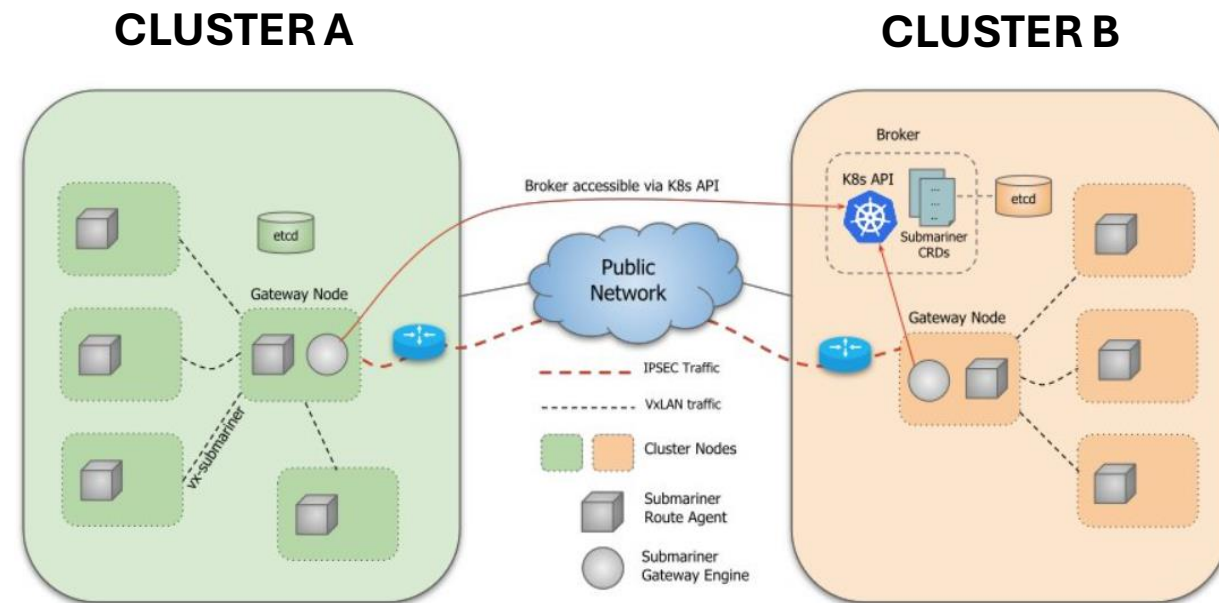 CLUSTER A
CLUSTER B
Broker
K8s API
...
...
...
Submariner
CRDs
etcd
Broker accessible via K8s API
etcd
Public
Network
Gateway Node
Gateway Node
vx-submariner
IPSEC Traffic
VxLAN traffic
Cluster Nodes
Submariner
Route Agent
Submariner
Gateway Engine